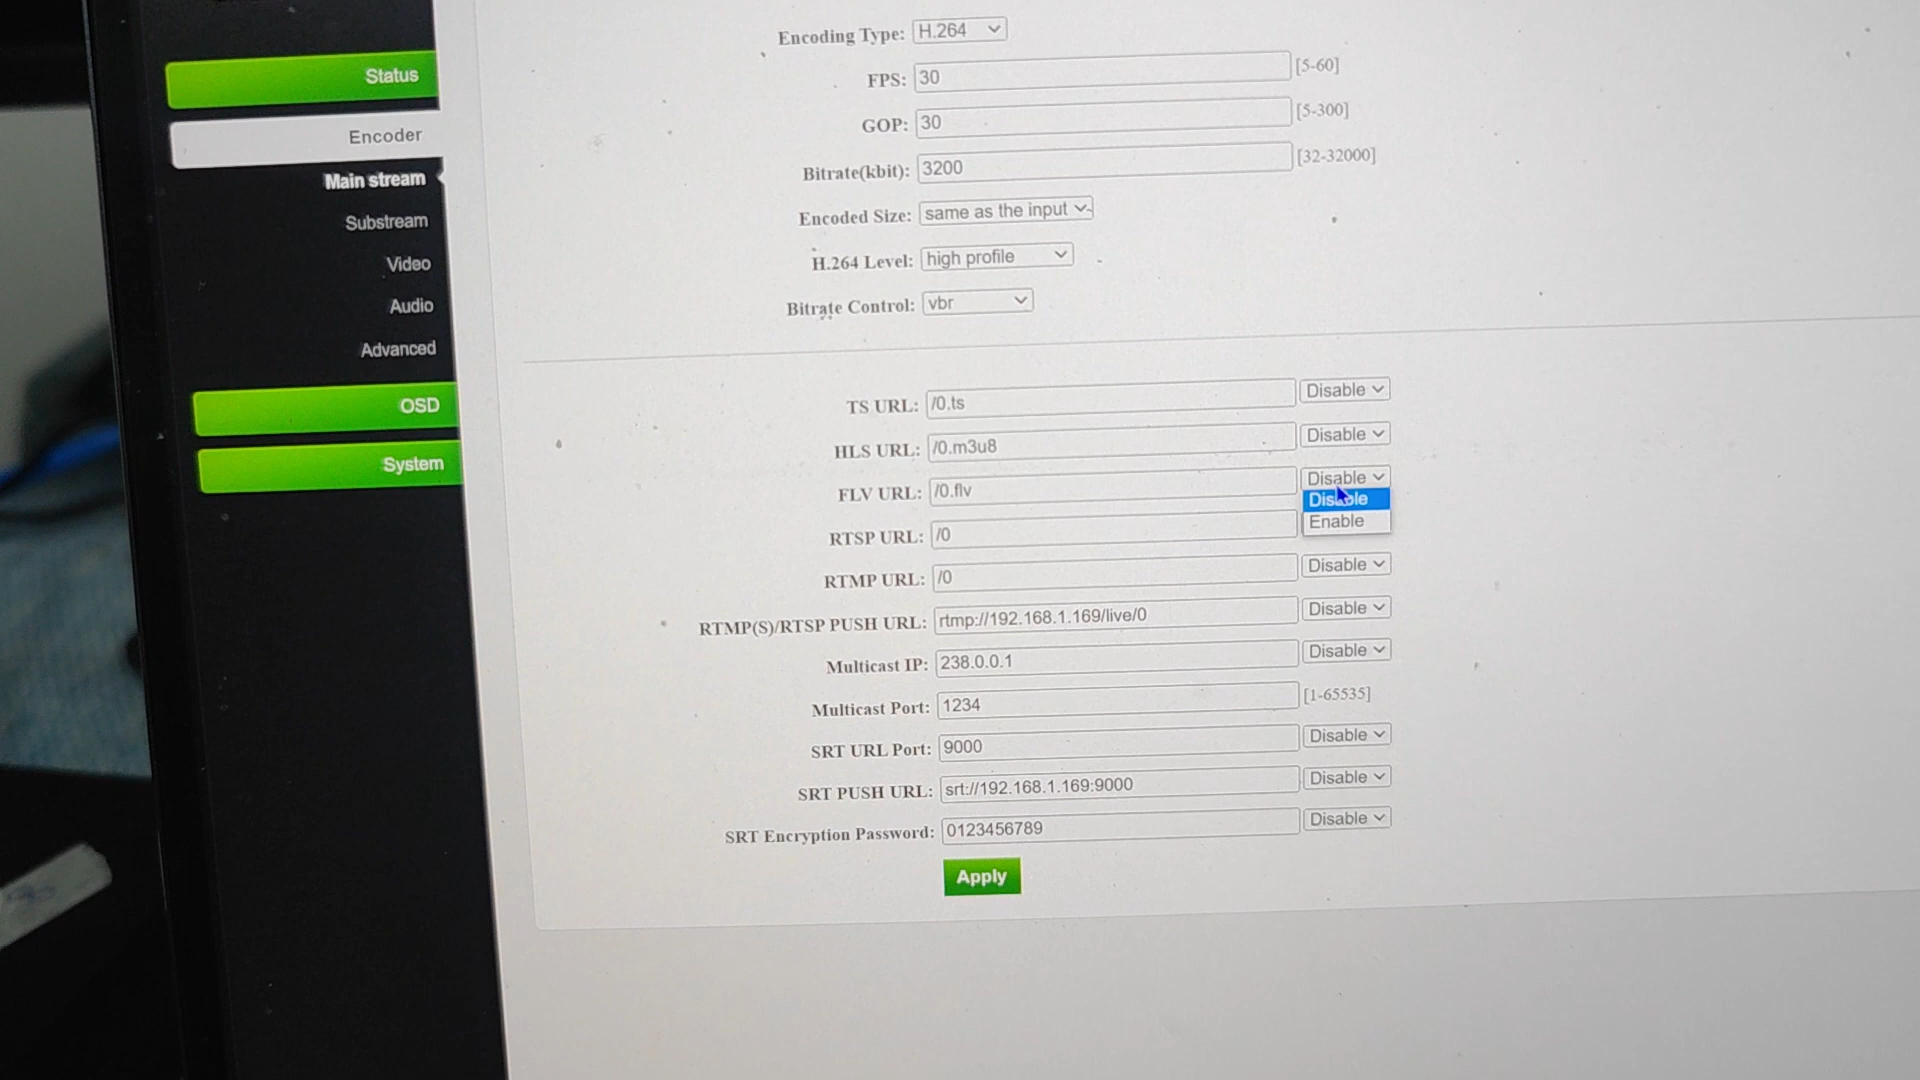 Status
Encoder
Main stream
Substream
Video
Audio
Advanced
OSD
System
Encoding Type: H.264
FPS: 30 [5-60]
GOP: 30 [5-300]
Bitrate(kbit): 3200 [32-32000]
Encoded Size: same as the input
H.264 Level: high profile
Bitrate Control: vbr
TS URL: /0.ts Disable
HLS URL: /0.m3u8 Disable
FLV URL: /0.flv Disable
Disable
Enable
RTSP URL: /0
RTMP URL: /0 Disable
RTMP(S)/RTSP PUSH URL: rtmp://192.168.1.169/live/0 Disable
Multicast IP: 238.0.0.1 Disable
Multicast Port: 1234 [1-65535]
SRT URL Port: 9000 Disable
SRT PUSH URL: srt://192.168.1.169:9000 Disable
SRT Encryption Password: 0123456789 Disable
Apply